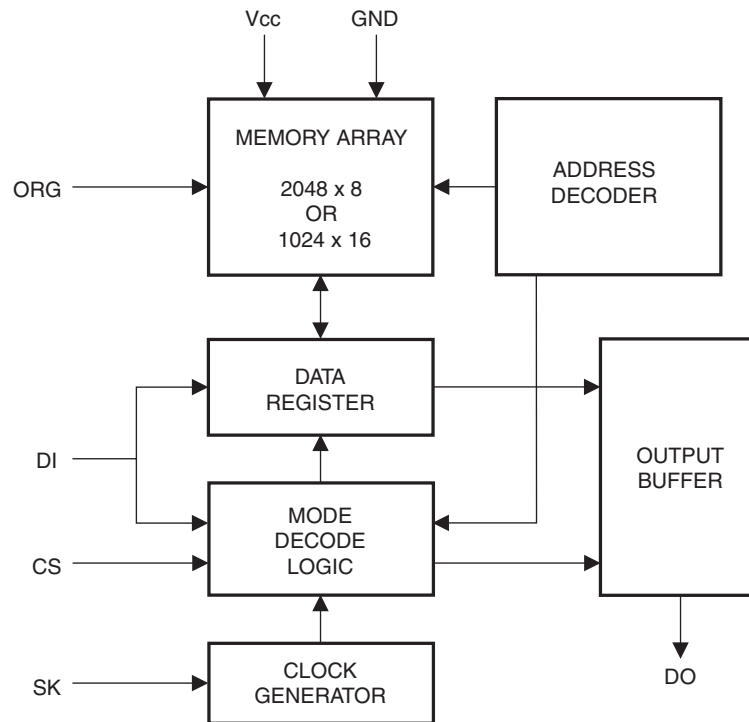 Vcc
GND
MEMORY ARRAY
2048 x 8
OR
1024 x 16
ADDRESS
DECODER
ORG
DATA
REGISTER
DI
OUTPUT
BUFFER
MODE
DECODE
LOGIC
CS
CLOCK
GENERATOR
SK
DO